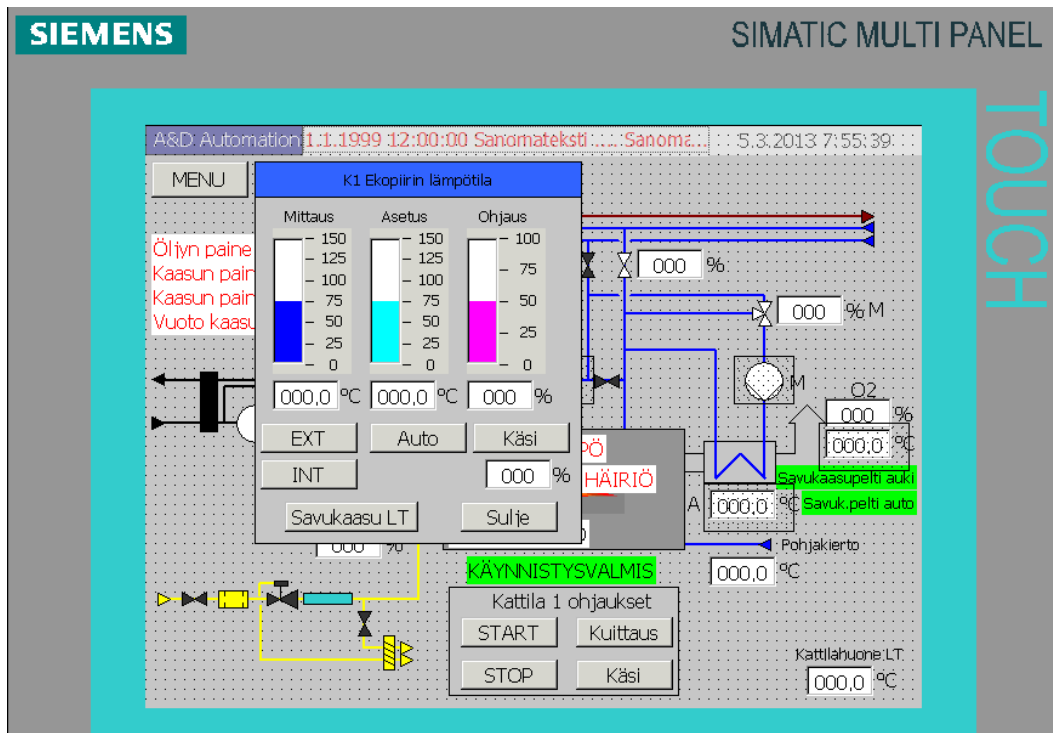 SIEMENS
SIMATIC MULTI PANEL
TOUCH
A&D Automation 1.1.1999 12:00:00 Sanomateksti ..... Sanoma... 5.3.2013 7:55:39
MENU
K1 Ekopiirin lämpötila
Mittaus Asetus Ohjaus
150 150 100
125 125
100 100 75
75 75 50
50 50
25 25 25
0 0 0
000,0 °C 000,0 °C 000 %
EXT Auto Käsi
INT 000 %
Savukaasu LT Sulje
Öljyn paine
Kaasun pain
Kaasun pain
Vuoto kaasu
000 %
000 % M
M
O2
000 %
000,0 °C
PÖ
HÄIRIÖ
Savukaasupelti auki
A 000,0 °C Savuk.pelti auto
000 %
Pohjakierto
000,0 °C
KÄYNNISTYSVALMIS
Kattila 1 ohjaukset
START Kuittaus
STOP Käsi
Kattilahuone LT
000,0 °C